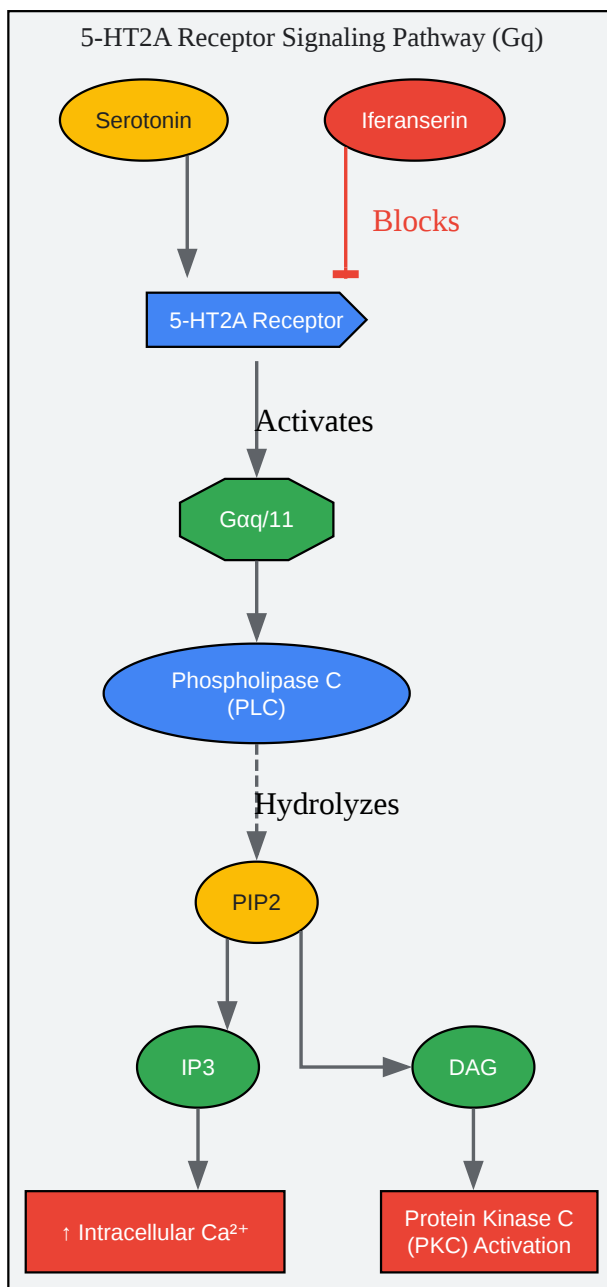 5-HT2A Receptor Signaling Pathway (Gq)
Serotonin
Iferanserin
Blocks
5-HT2A Receptor
Activates
Gαq/11
Phospholipase C
(PLC)
Hydrolyzes
PIP2
IP3
DAG
↑ Intracellular Ca²⁺
Protein Kinase C
(PKC) Activation